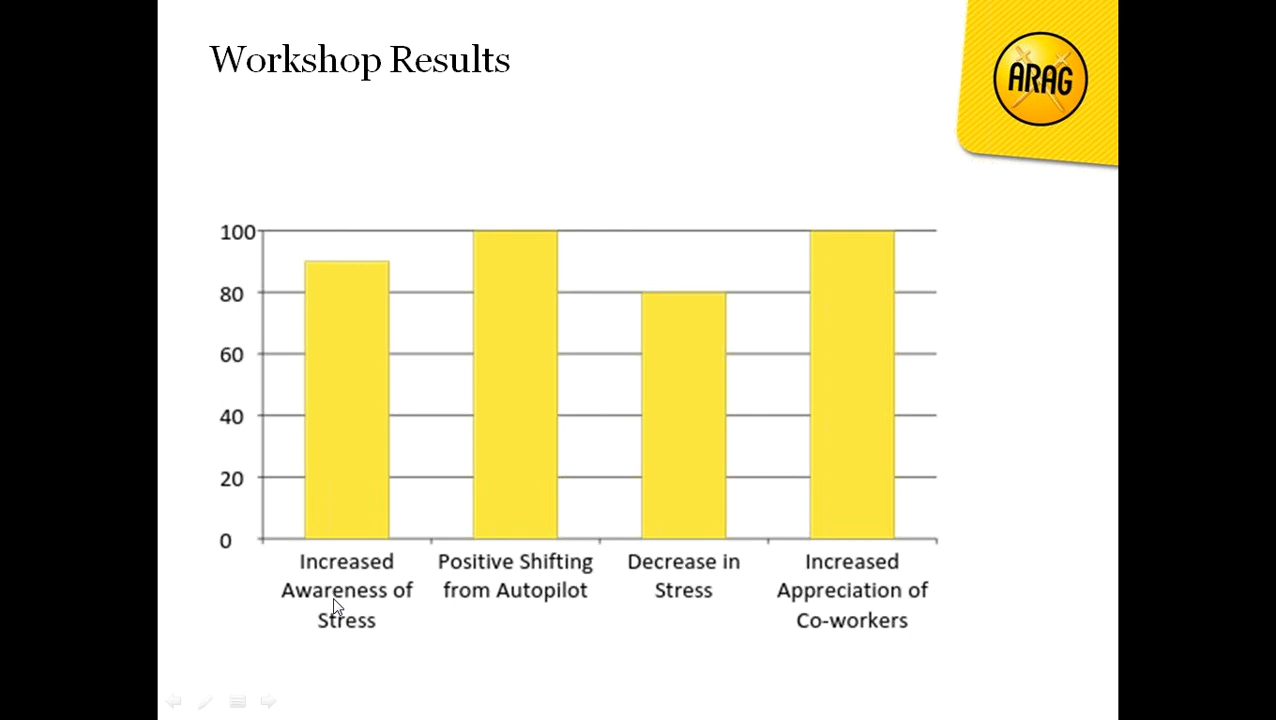 Workshop Results
ARAG
100
80
60
40
20
0
Increased
Awareness of
Stress
Positive Shifting
from Autopilot
Decrease in
Stress
Increased
Appreciation of
Co-workers